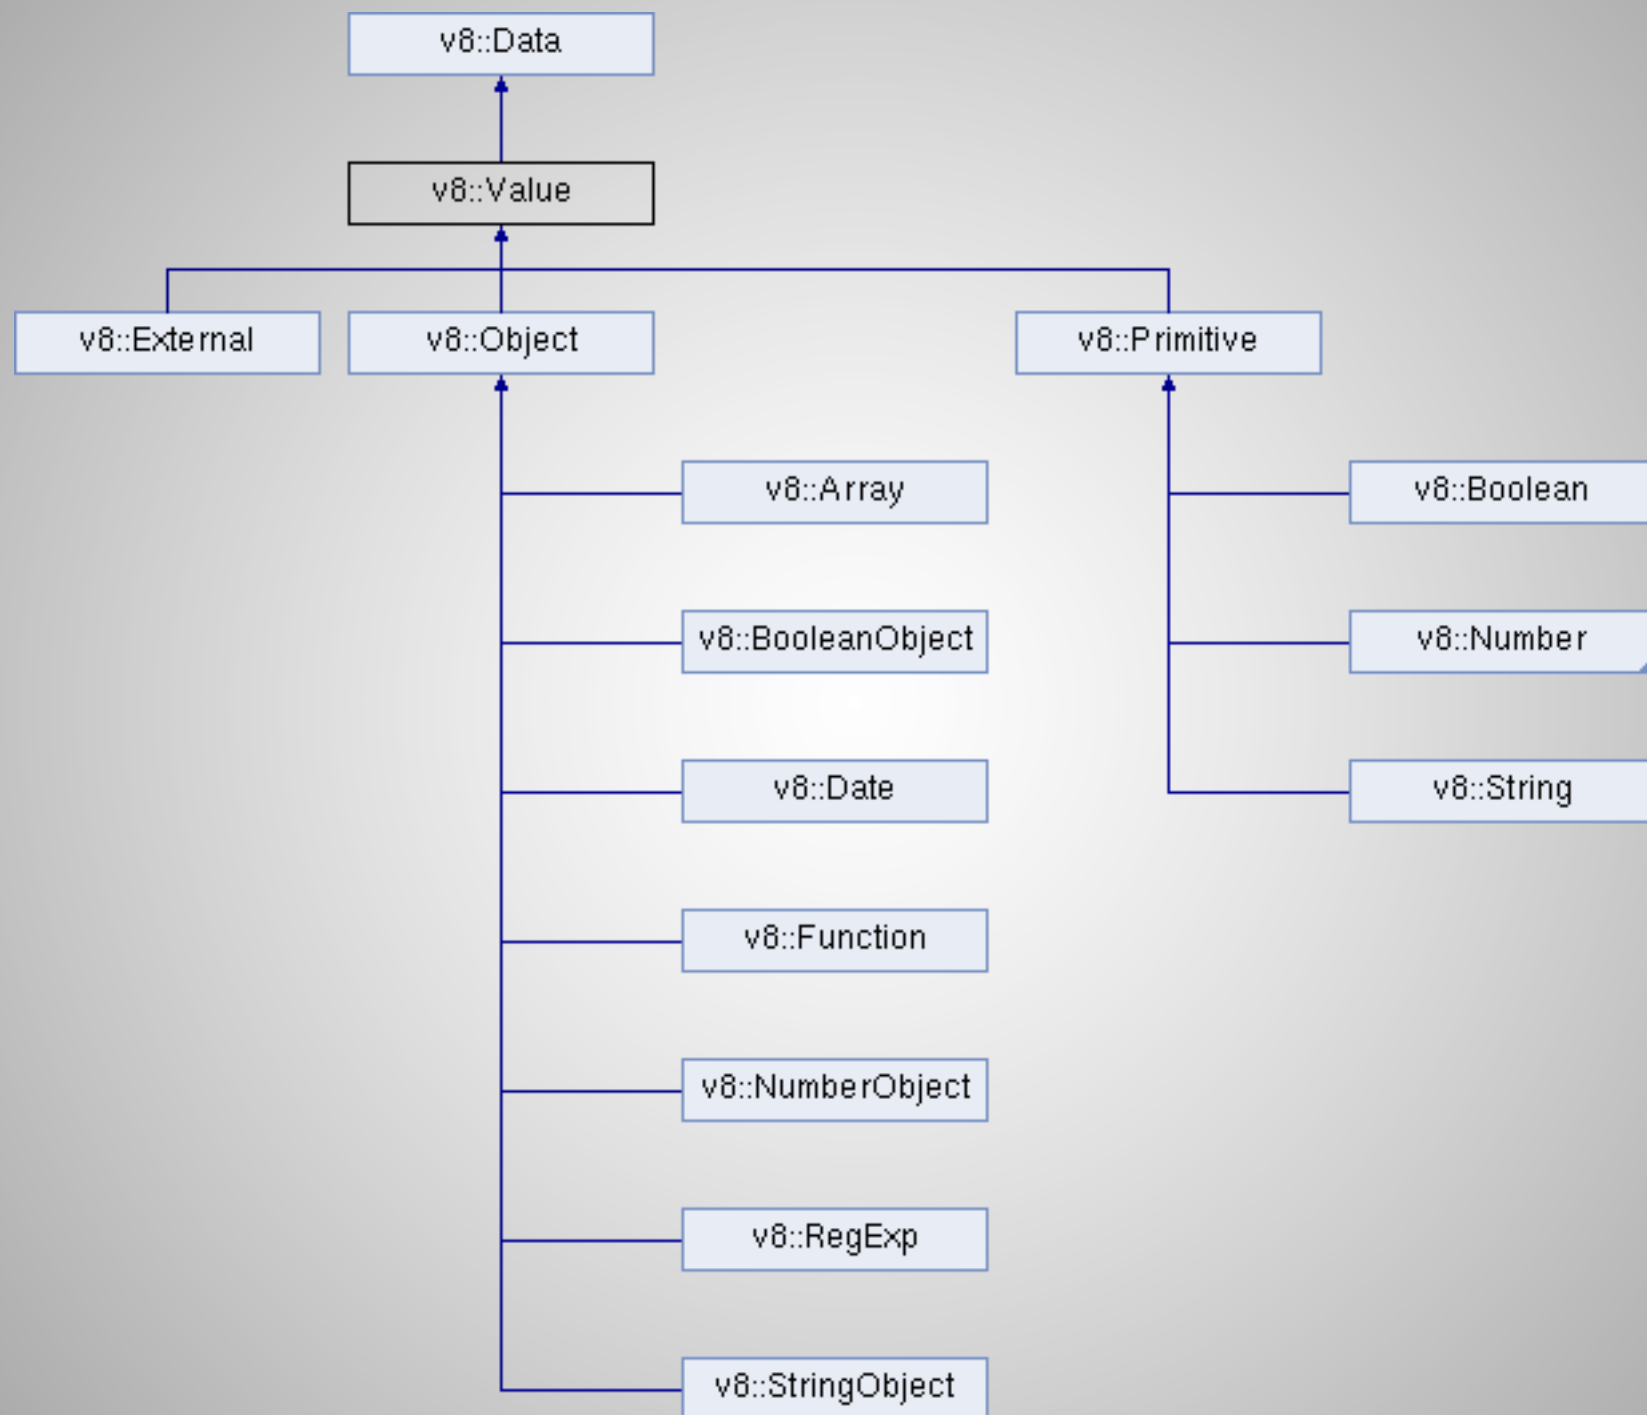 v8::Data
v8::Value
v8::External
v8::Object
v8::Primitive
v8::Array
v8::Boolean
v8::BooleanObject
v8::Number
v8::Date
v8::String
v8::Function
v8::NumberObject
v8::RegExp
v8::StringObject